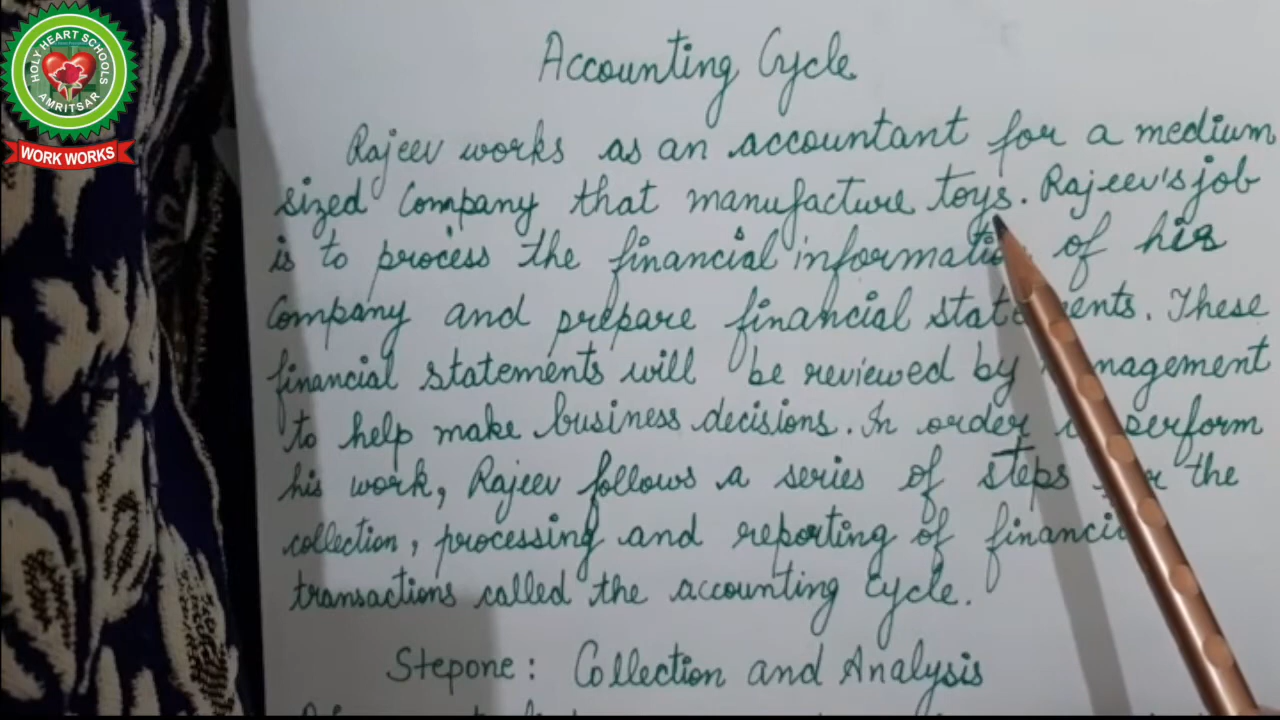 HOLY HEART SCHOOLS
AMRITSAR
WORK WORKS
Accounting Cycle
Rajeev works as an accountant for a medium
sized Company that manufacture toys. Rajeev's job
is to process the financial of his
Company and prepare financial. These
financial statements will be reviewed by
to help make business decisions. In order perform
his work, Rajeev follows a series of steps the
collection, processing and reporting of
transactions called the accounting Cycle.
Stepone: Collection and Analysis